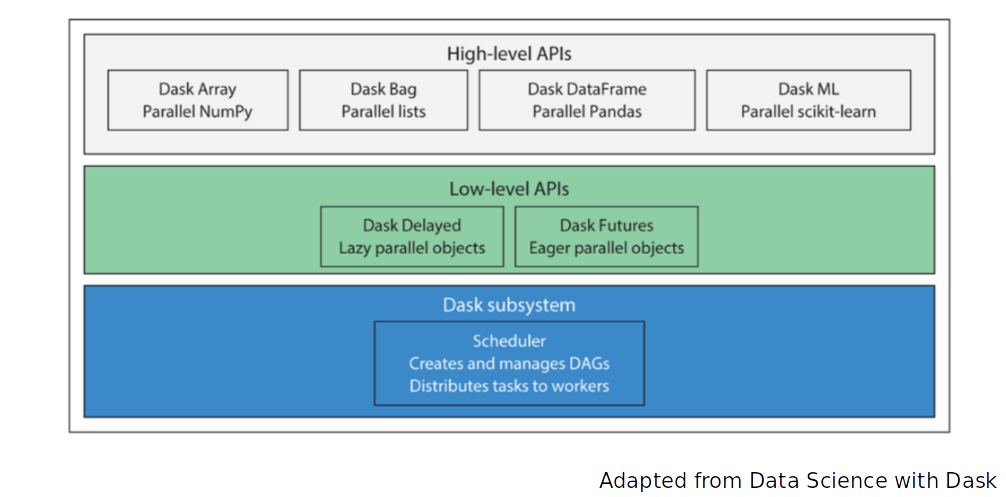 High-level APIs
Dask Array
Parallel NumPy
Dask Bag
Parallel lists
Dask DataFrame
Parallel Pandas
Dask ML
Parallel scikit-learn
Low-level APIs
Dask Delayed
Lazy parallel objects
Dask Futures
Eager parallel objects
Dask subsystem
Scheduler
Creates and manages DAGs
Distributes tasks to workers
Adapted from Data Science with Dask